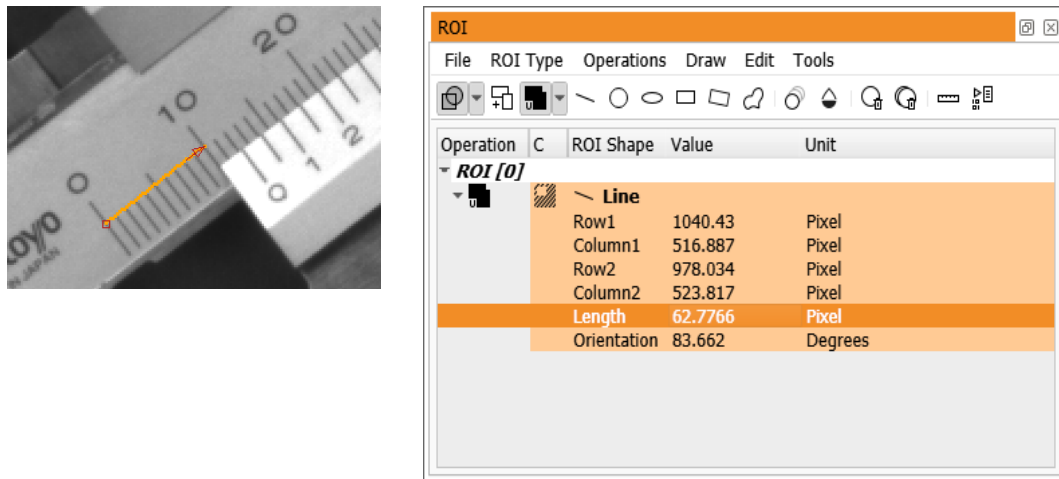 0
10
20
0
1
2
ROI
File ROI Type Operations Draw Edit Tools
Operation C ROI Shape Value Unit
ROI [0]
u Line
Row1 1040.43 Pixel
Column1 516.887 Pixel
Row2 978.034 Pixel
Column2 523.817 Pixel
Length 62.7766 Pixel
Orientation 83.662 Degrees